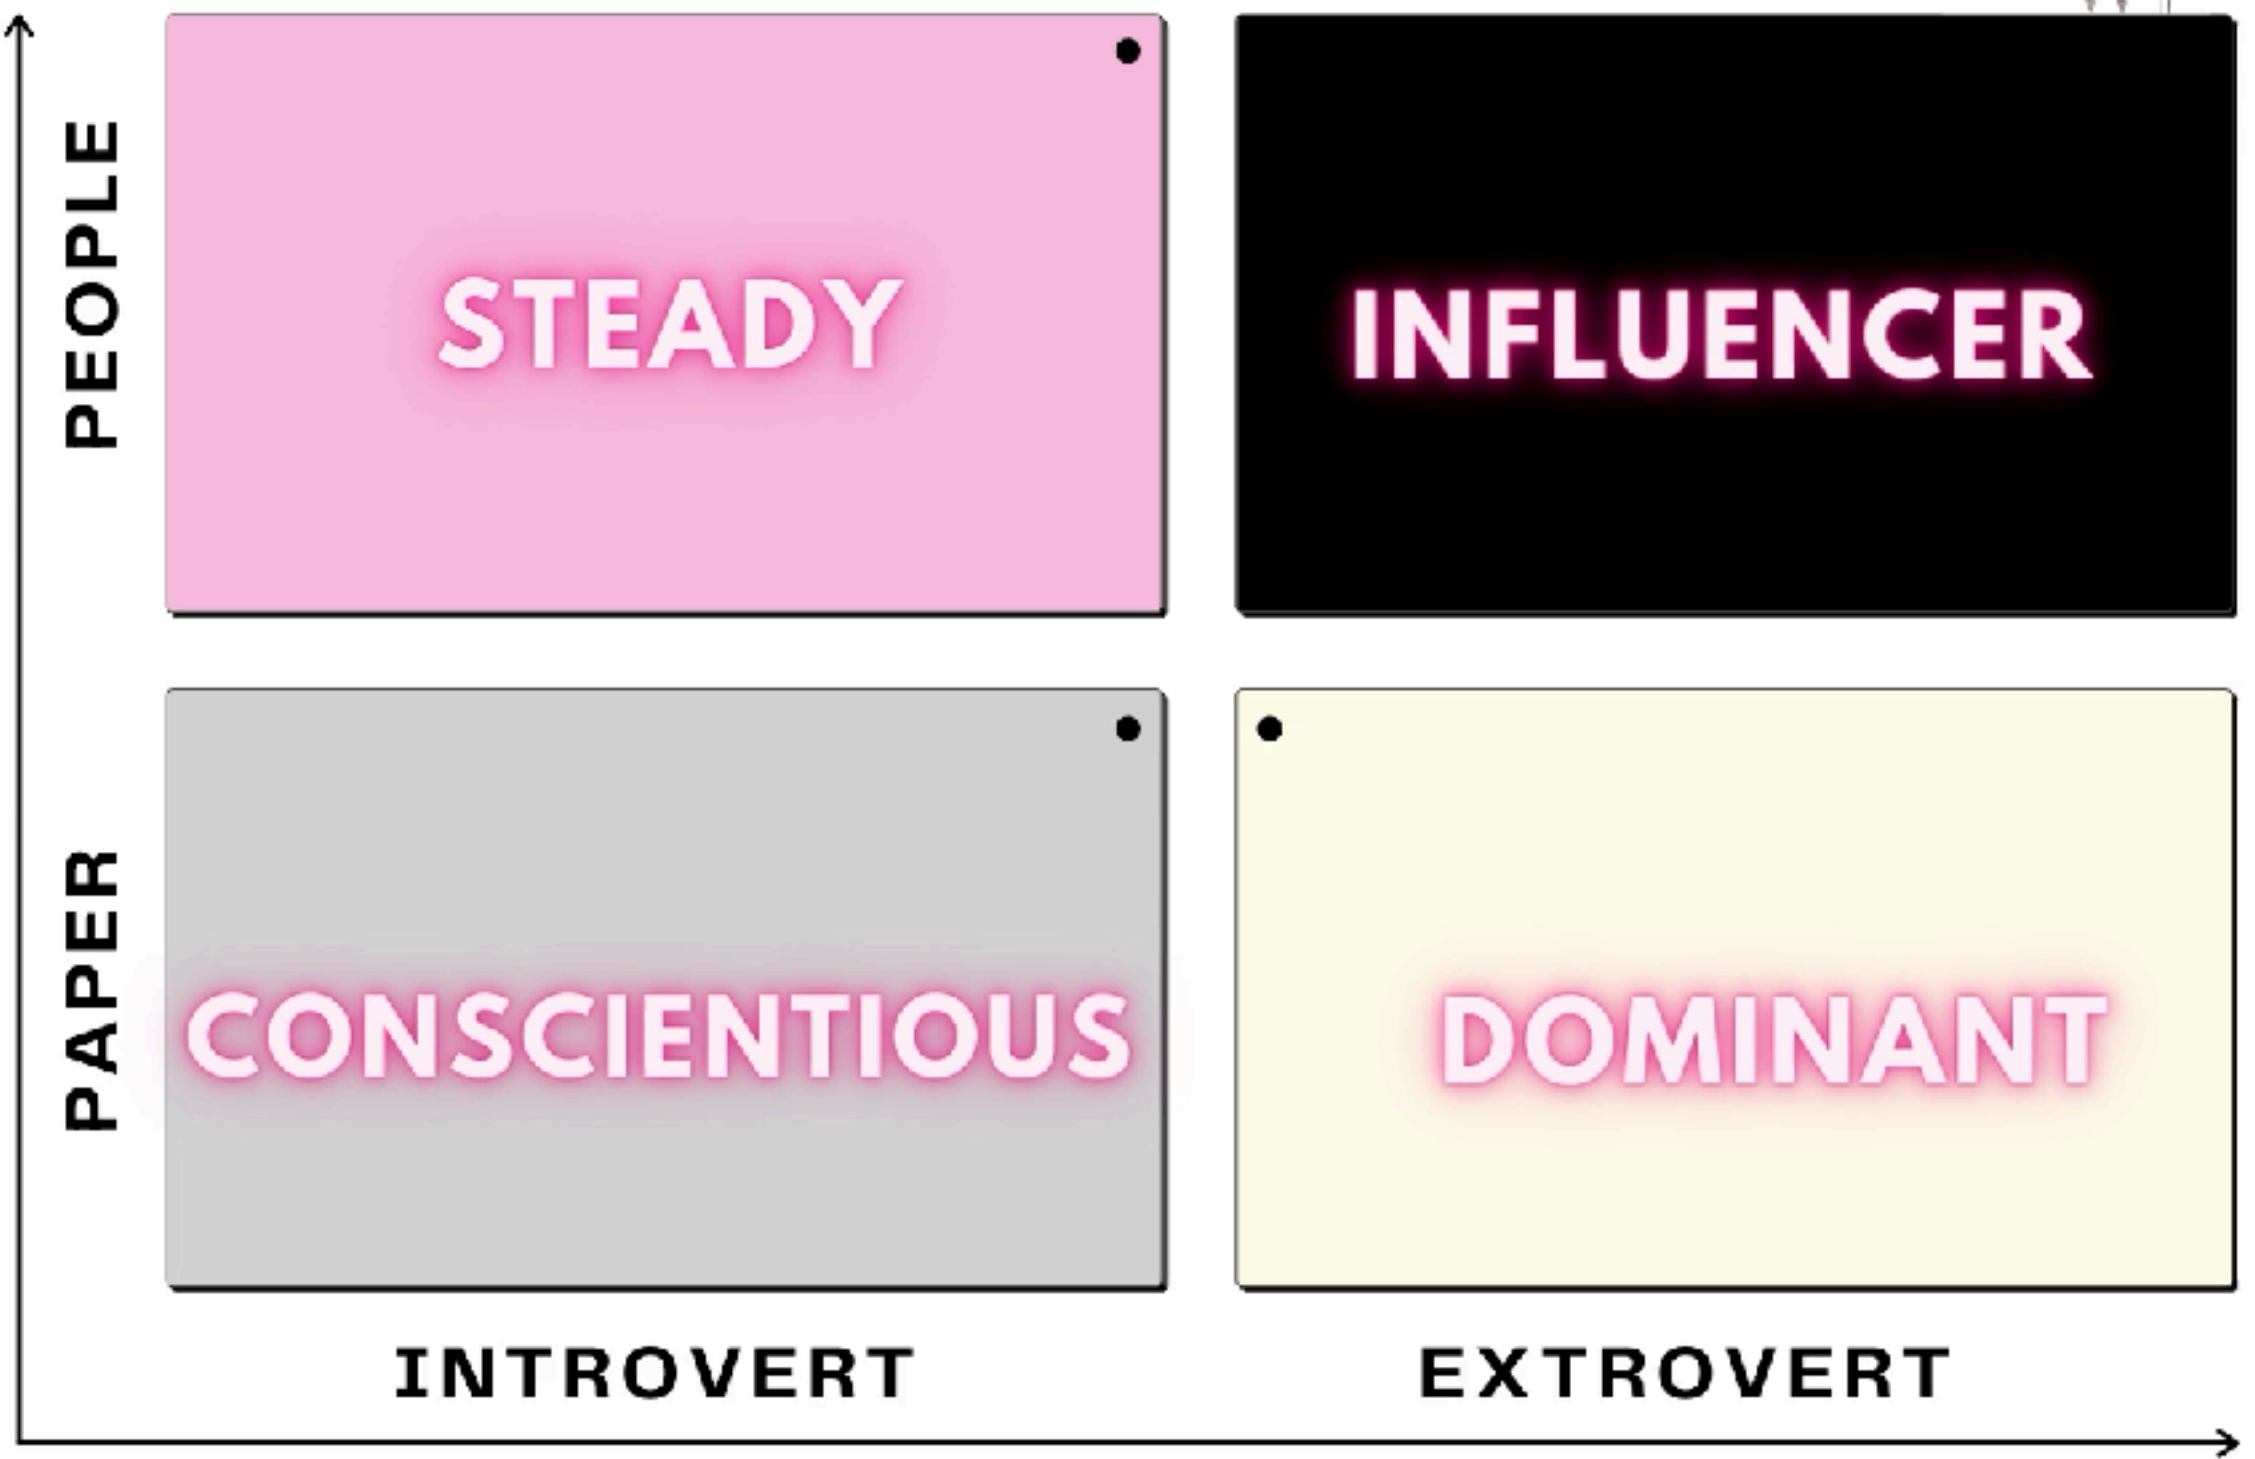 PEOPLE
STEADY
INFLUENCER
PAPER
CONSCIENTIOUS
DOMINANT
INTROVERT
EXTROVERT